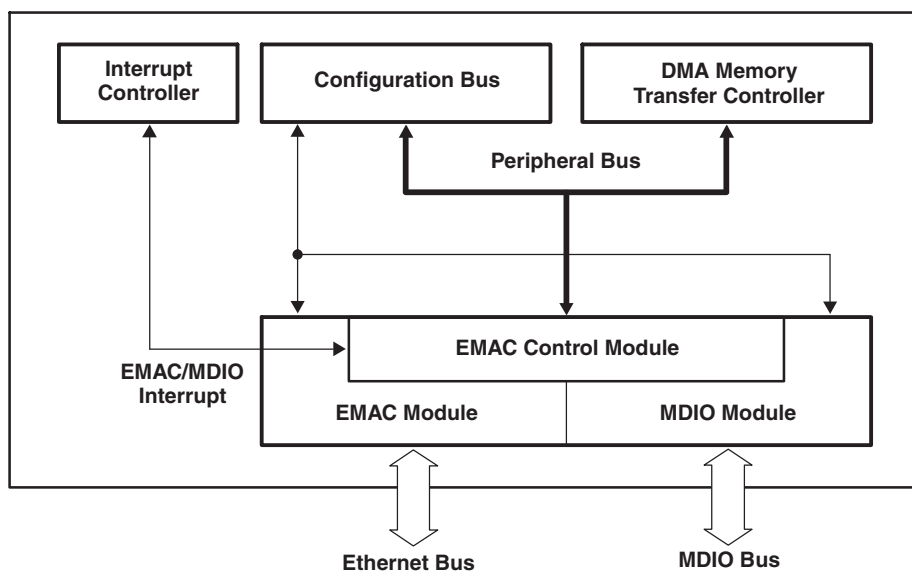 Interrupt
Controller
Configuration Bus
DMA Memory
Transfer Controller
Peripheral Bus
EMAC Control Module
EMAC/MDIO
Interrupt
EMAC Module
MDIO Module
Ethernet Bus
MDIO Bus